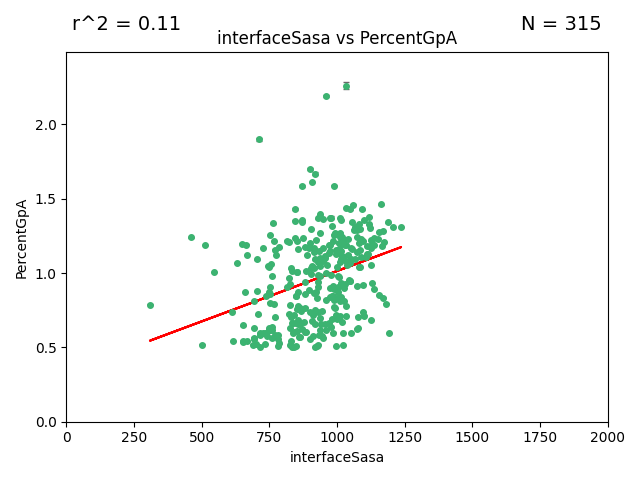 r^2 = 0.11
N = 315
interfaceSasa vs PercentGpA
PercentGpA
2.0
1.5
1.0
0.5
0.0
0 250 500 750 1000 1250 1500 1750 2000
interfaceSasa